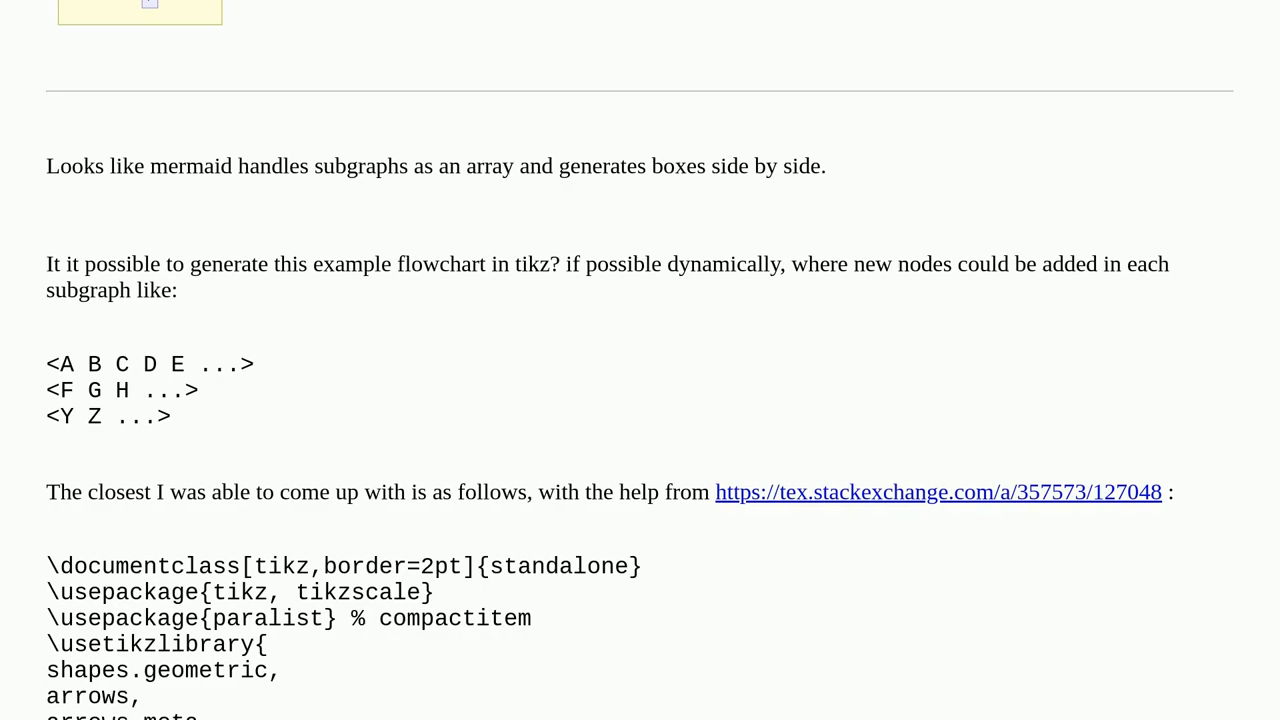 Looks like mermaid handles subgraphs as an array and generates boxes side by side.
It it possible to generate this example flowchart in tikz? if possible dynamically, where new nodes could be added in each
subgraph like:
<A B C D E ...>
<F G H ...>
<Y Z ...>
The closest I was able to come up with is as follows, with the help from https://tex.stackexchange.com/a/357573/127048 :
\documentclass[tikz,border=2pt]{standalone}
\usepackage{tikz, tikzscale}
\usepackage{paralist} % compactitem
\usetikzlibrary{
shapes.geometric,
arrows,